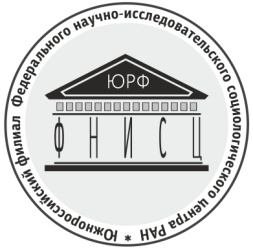 Южнороссийский филиал Федерального научно-исследовательского социологического центра РАН *
ЮРФ
ФНИСЦ